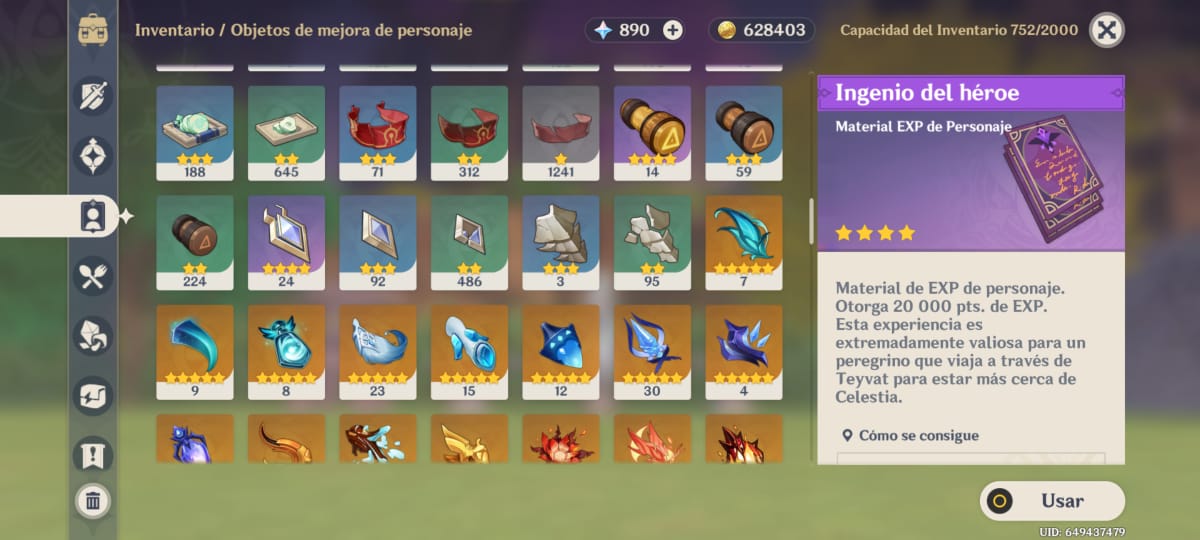 Inventario / Objetos de mejora de personaje
890
628403
Capacidad del Inventario 752/2000
188
645
71
312
1241
14
59
224
24
92
486
3
95
7
9
8
23
15
12
30
4
Ingenio del héroe
Material EXP de Personaje
Material de EXP de personaje.
Otorga 20 000 pts. de EXP.
Esta experiencia es
extremadamente valiosa para un
peregrino que viaja a través de
Teyvat para estar más cerca de
Celestia.
Cómo se consigue
Usar
UID: 649437479